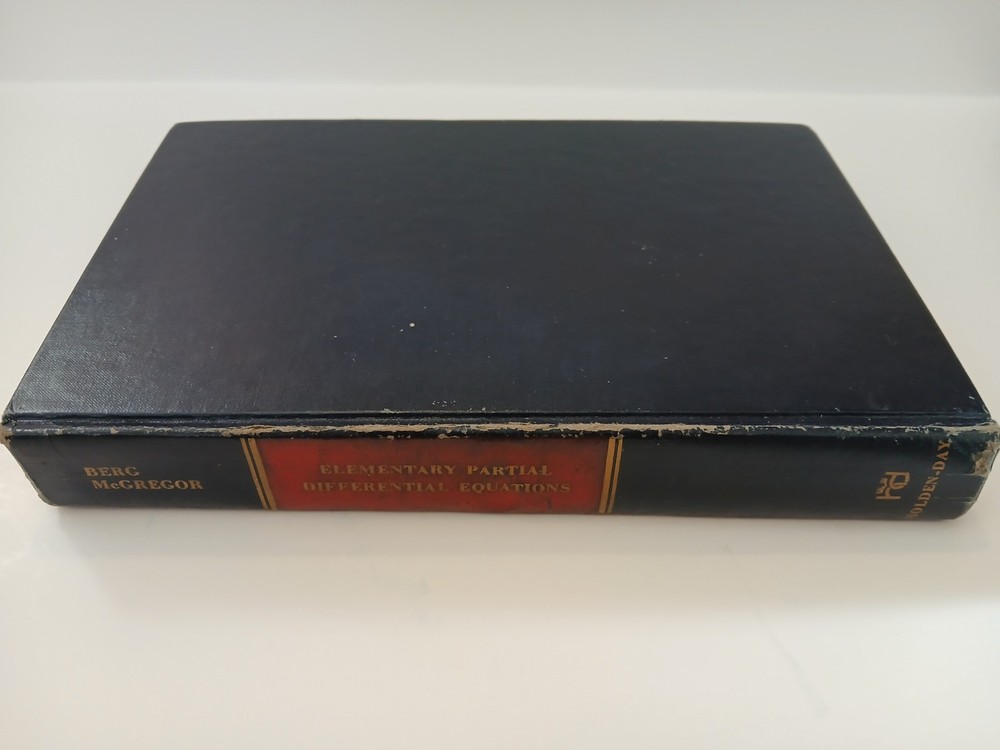 BERG
McGREGOR
ELEMENTARY PARTIAL
DIFFERENTIAL EQUATIONS
hd
HOLDEN-DAY